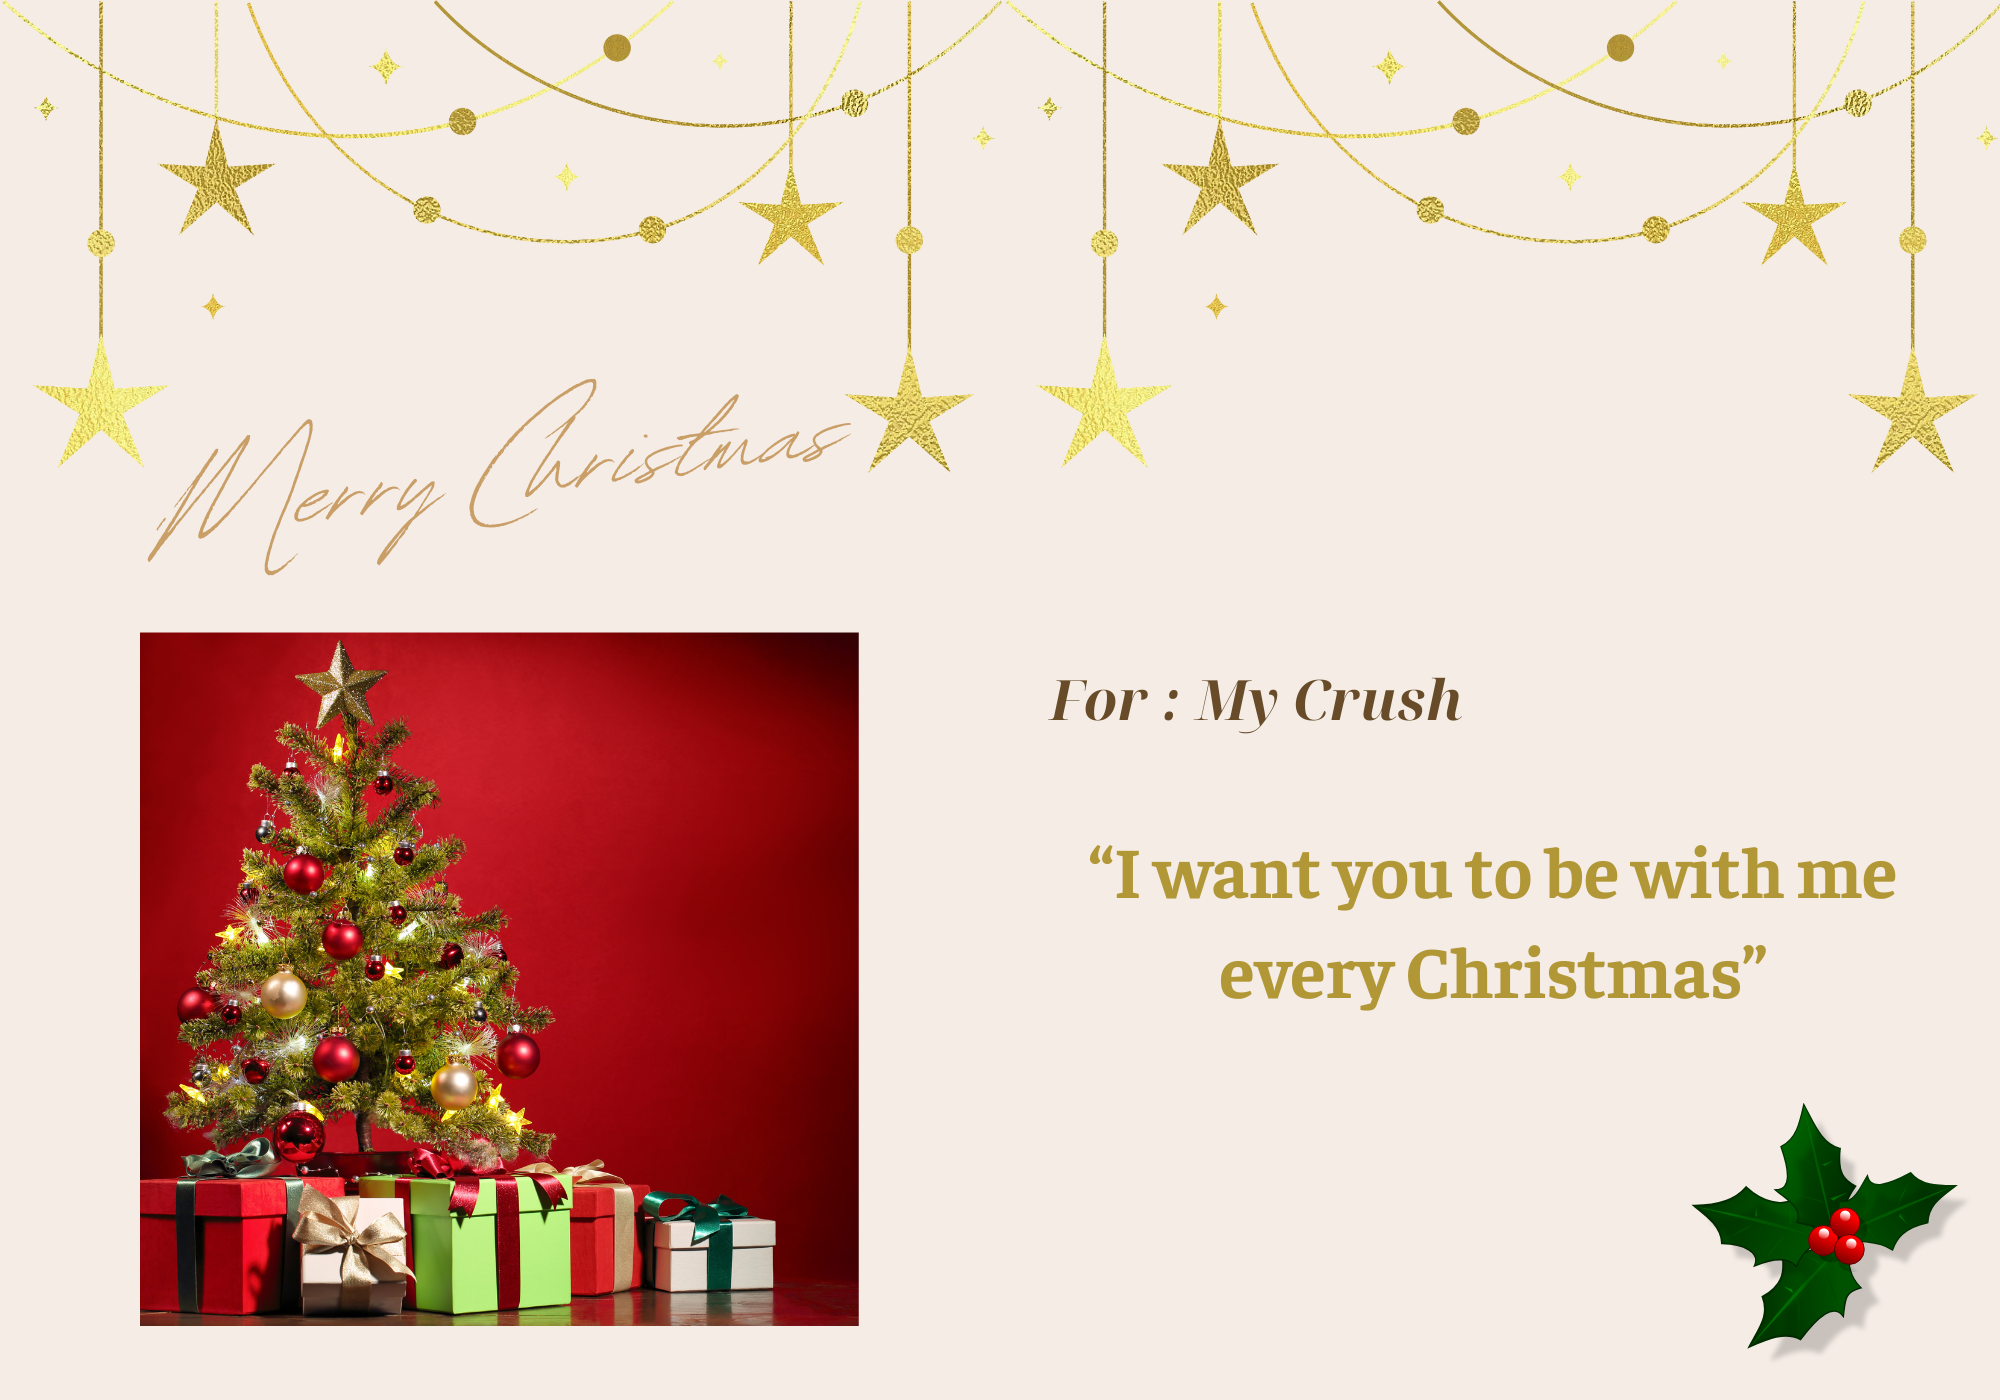 Merry Christmas
For : My Crush
“I want you to be with me
every Christmas”